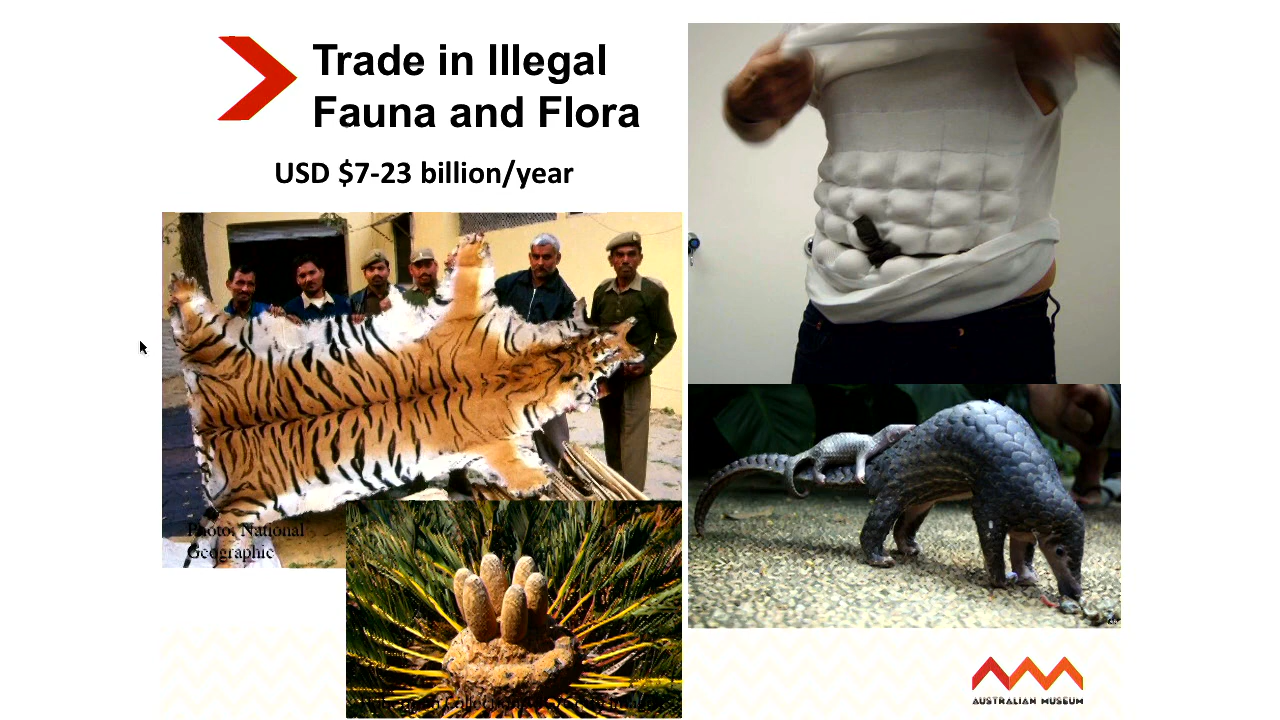 Trade in Illegal
Fauna and Flora
USD $7-23 billion/year
Photo: National
Geographic
AUSTRALIAN MUSEUM